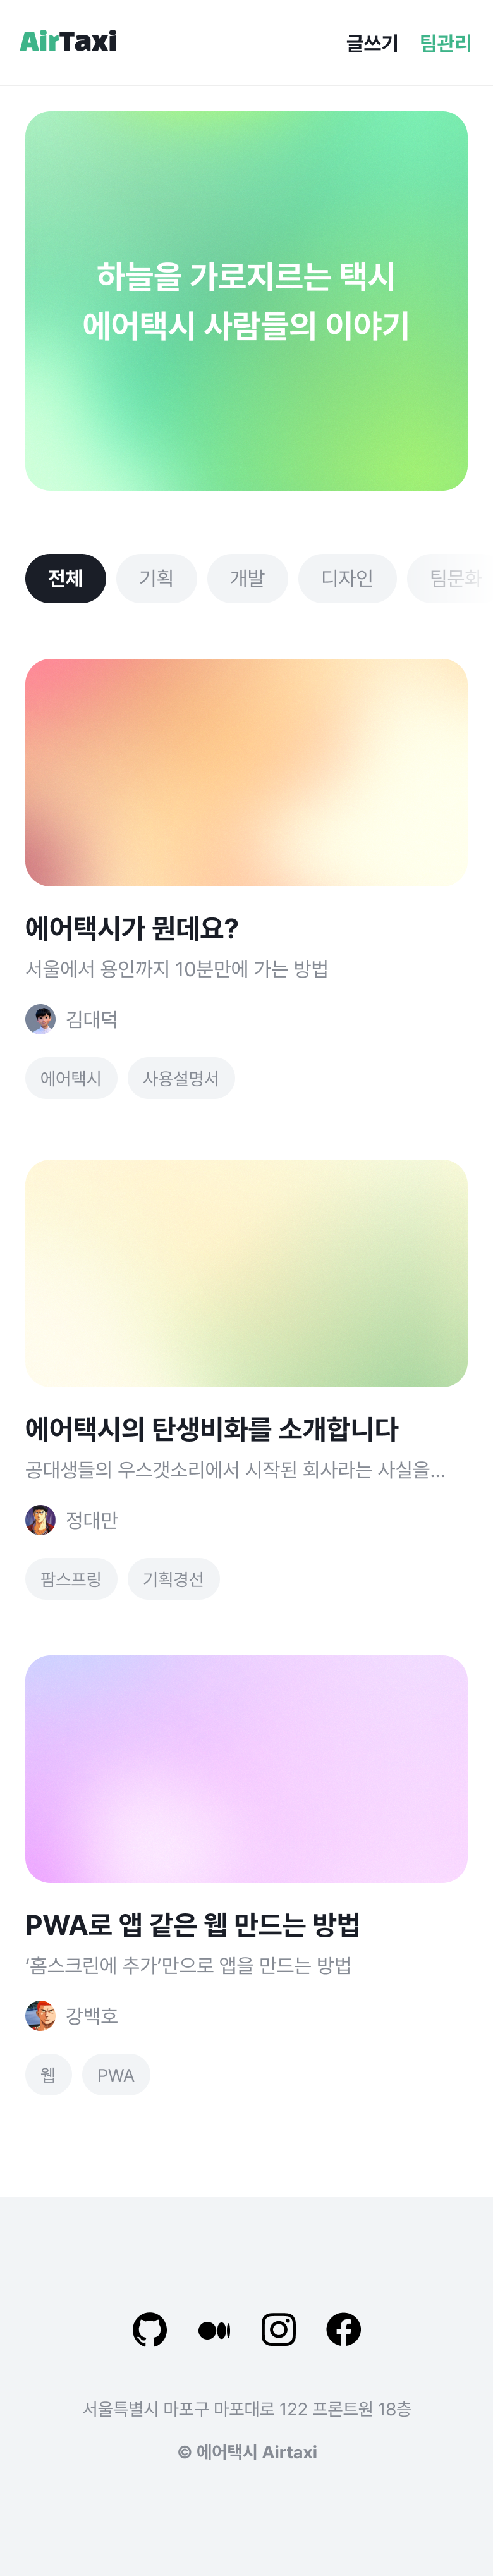 AirTaxi
글쓰기 팀관리
하늘을 가로지르는 택시
에어택시 사람들의 이야기
전체 기획 개발 디자인 팀문화
에어택시가 뭔데요?
서울에서 용인까지 10분만에 가는 방법
김대덕
에어택시 사용설명서
에어택시의 탄생비화를 소개합니다
공대생들의 우스갯소리에서 시작된 회사라는 사실을...
정대만
팜스프링 기획경선
PWA로 앱 같은 웹 만드는 방법
‘홈스크린에 추가’만으로 앱을 만드는 방법
강백호
웹 PWA
서울특별시 마포구 마포대로 122 프론트원 18층
© 에어택시 Airtaxi